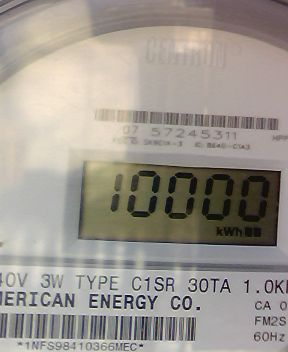 CENTRON
07 57245311
10000
kWh
40V 3W TYPE C1SR 30TA 1.0K
MERICAN ENERGY CO.
CA 0
FM2S
60Hz
*1NFS98410366MEC*